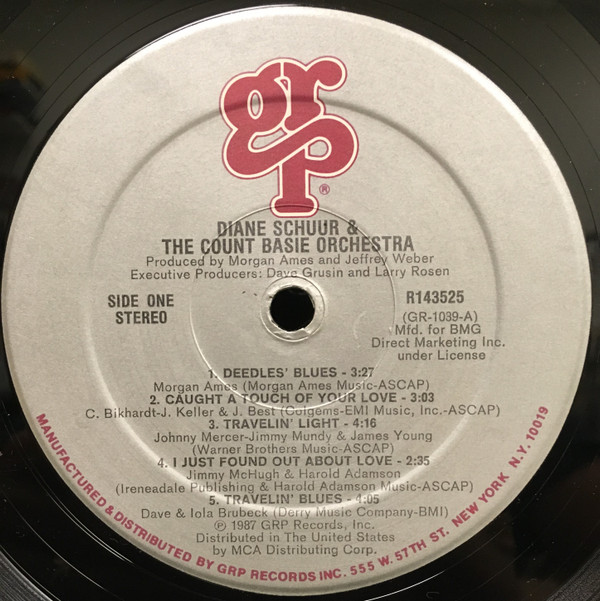 grp
®
DIANE SCHUUR &
THE COUNT BASIE ORCHESTRA
Produced by Morgan Ames and Jeffrey Weber
Executive Producers: Dave Grusin and Larry Rosen
SIDE ONE
STEREO
R143525
(GR-1039-A)
Mfd. for BMG
Direct Marketing Inc.
under License
1. DEEDLES' BLUES - 3:27
Morgan Ames (Morgan Ames Music-ASCAP)
2. CAUGHT A TOUCH OF YOUR LOVE - 3:03
C. Bikhardt-J. Keller & J. Best (Colgems-EMI Music, Inc.-ASCAP)
3. TRAVELIN' LIGHT - 4:16
Johnny Mercer-Jimmy Mundy & James Young
(Warner Brothers Music-ASCAP)
4. I JUST FOUND OUT ABOUT LOVE - 2:35
Jimmy McHugh & Harold Adamson
(Ireneadale Publishing & Harold Adamson Music-ASCAP)
5. TRAVELIN' BLUES - 4:05
Dave & Iola Brubeck (Derry Music Company-BMI)
℗ 1987 GRP Records, Inc.
Distributed in The United States
by MCA Distributing Corp.
MANUFACTURED & DISTRIBUTED BY GRP RECORDS INC. 555 W. 57TH ST. NEW YORK N.Y. 10019